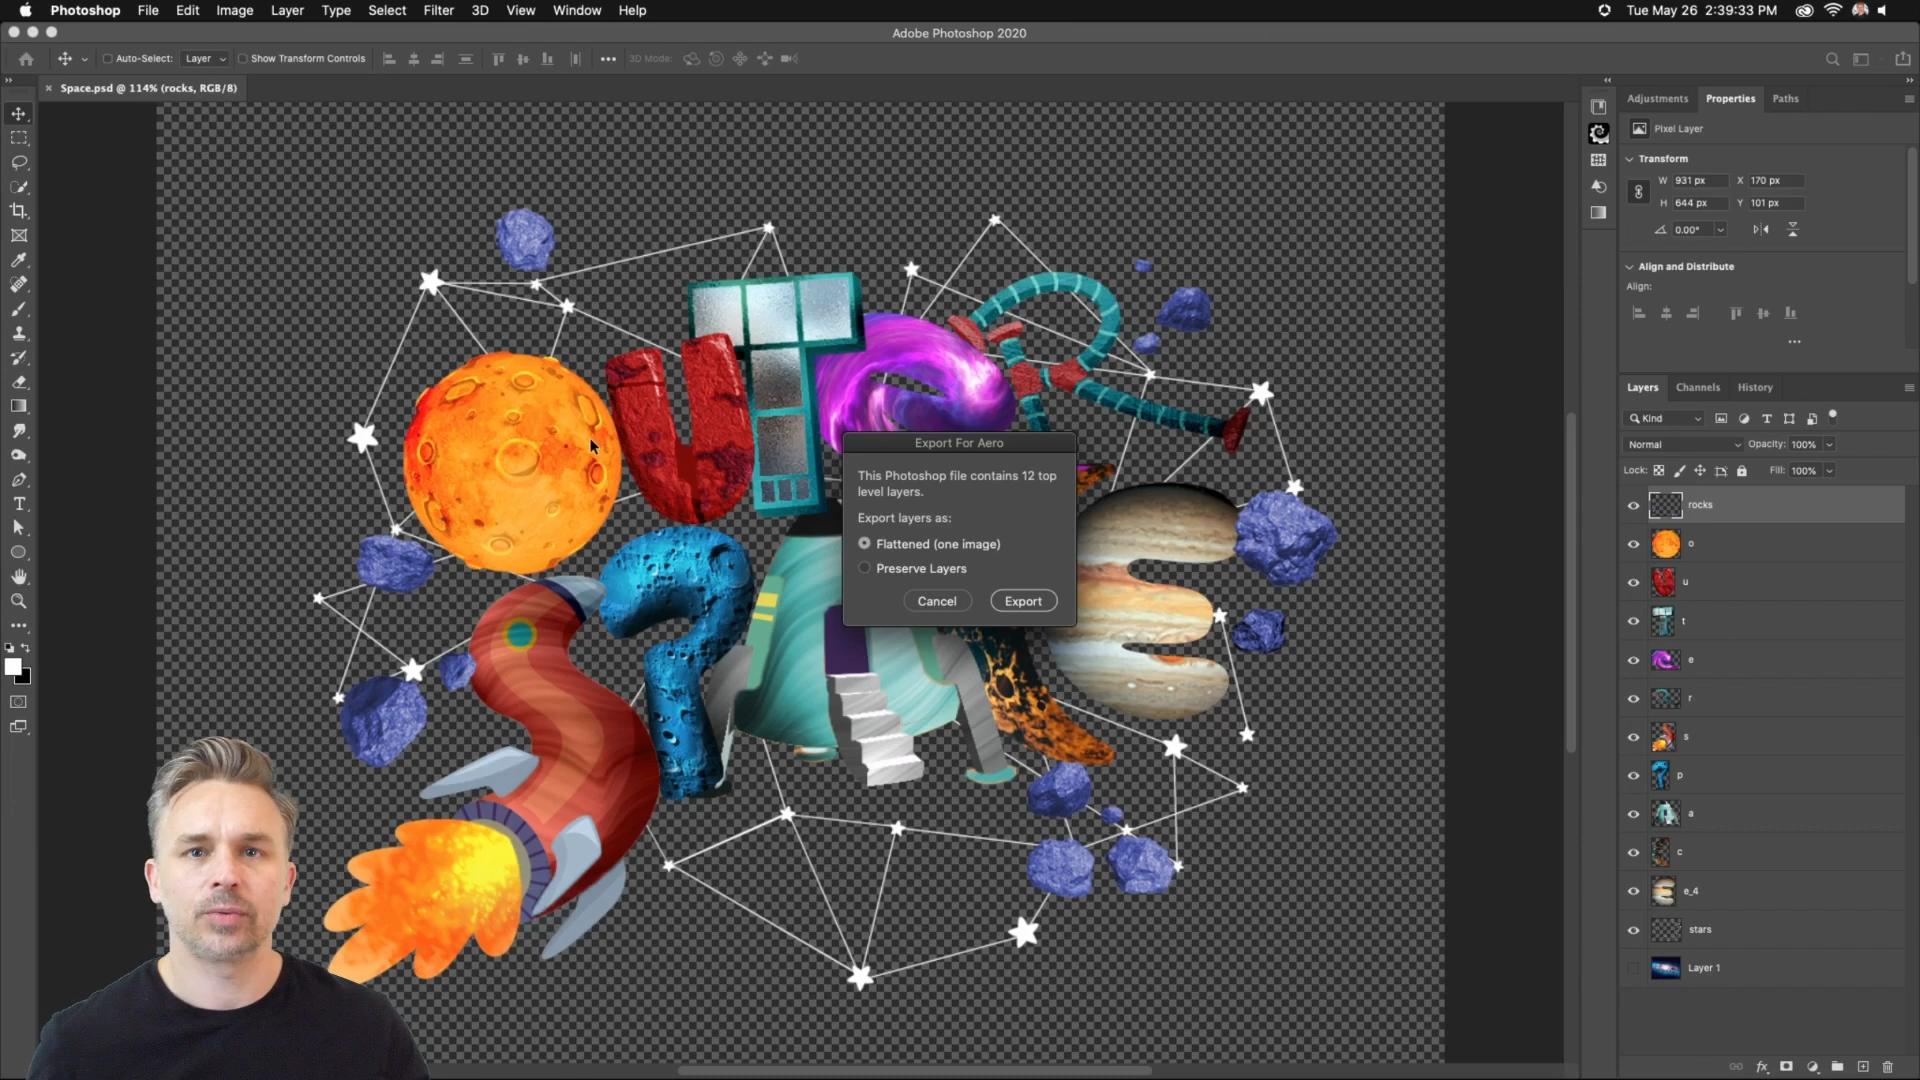 Photoshop File Edit Image Layer Type Select Filter 3D View Window Help Tue May 26 2:39:33 PM
Adobe Photoshop 2020
Auto-Select: Layer Show Transform Controls 3D Mode:
Space.psd @ 114% (rocks, RGB/8)
Adjustments Properties Paths
Pixel Layer
Transform
W 931 px X 170 px
H 644 px Y 101 px
0.00°
Align and Distribute
Align:
Layers Channels History
Kind
Normal Opacity: 100%
Lock: Fill: 100%
rocks
o
u
t
e
r
s
p
a
c
e_4
stars
Layer 1
OUTER
SPACE
Export For Aero
This Photoshop file contains 12 top
level layers.
Export layers as:
Flattened (one image)
Preserve Layers
Cancel Export